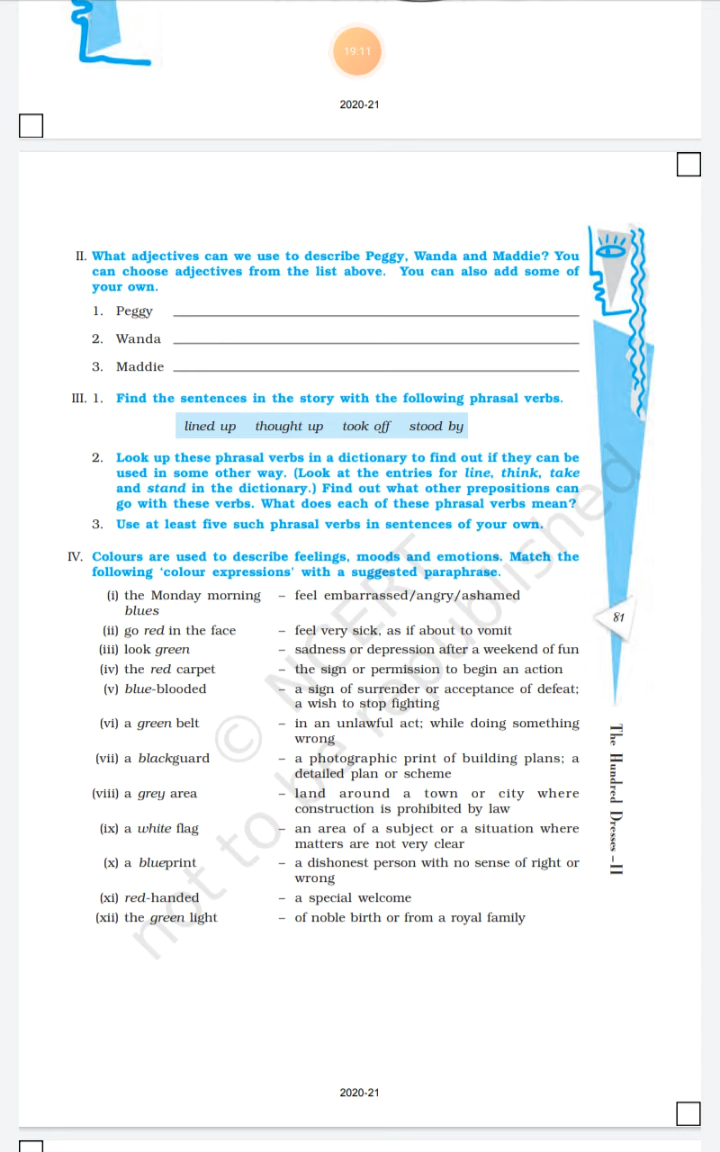 19:11
2020-21
II. What adjectives can we use to describe Peggy, Wanda and Maddie? You
can choose adjectives from the list above. You can also add some of
your own.
1. Peggy
2. Wanda
3. Maddie
III. 1. Find the sentences in the story with the following phrasal verbs.
lined up thought up took off stood by
2. Look up these phrasal verbs in a dictionary to find out if they can be
used in some other way. (Look at the entries for line, think, take
and stand in the dictionary.) Find out what other prepositions can
go with these verbs. What does each of these phrasal verbs mean?
3. Use at least five such phrasal verbs in sentences of your own.
IV. Colours are used to describe feelings, moods and emotions. Match the
following ‘colour expressions’ with a suggested paraphrase.
(i) the Monday morning – feel embarrassed/angry/ashamed
blues
(ii) go red in the face – feel very sick, as if about to vomit
(iii) look green – sadness or depression after a weekend of fun
(iv) the red carpet – the sign or permission to begin an action
(v) blue-blooded – a sign of surrender or acceptance of defeat;
a wish to stop fighting
(vi) a green belt – in an unlawful act; while doing something
wrong
(vii) a blackguard – a photographic print of building plans; a
detailed plan or scheme
(viii) a grey area – land around a town or city where
construction is prohibited by law
(ix) a white flag – an area of a subject or a situation where
matters are not very clear
(x) a blueprint – a dishonest person with no sense of right or
wrong
(xi) red-handed – a special welcome
(xii) the green light – of noble birth or from a royal family
81
The Hundred Dresses – II
© NCERT
not to be republished
2020-21